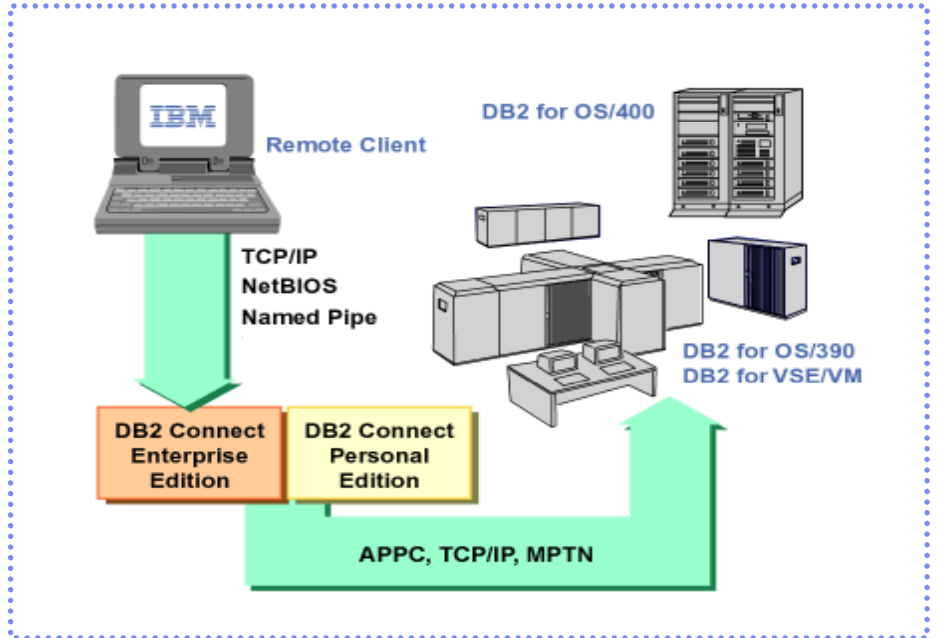 IBM
Remote Client
DB2 for OS/400
TCP/IP
NetBIOS
Named Pipe
DB2 for OS/390
DB2 for VSE/VM
DB2 Connect
Enterprise
Edition
DB2 Connect
Personal
Edition
APPC, TCP/IP, MPTN